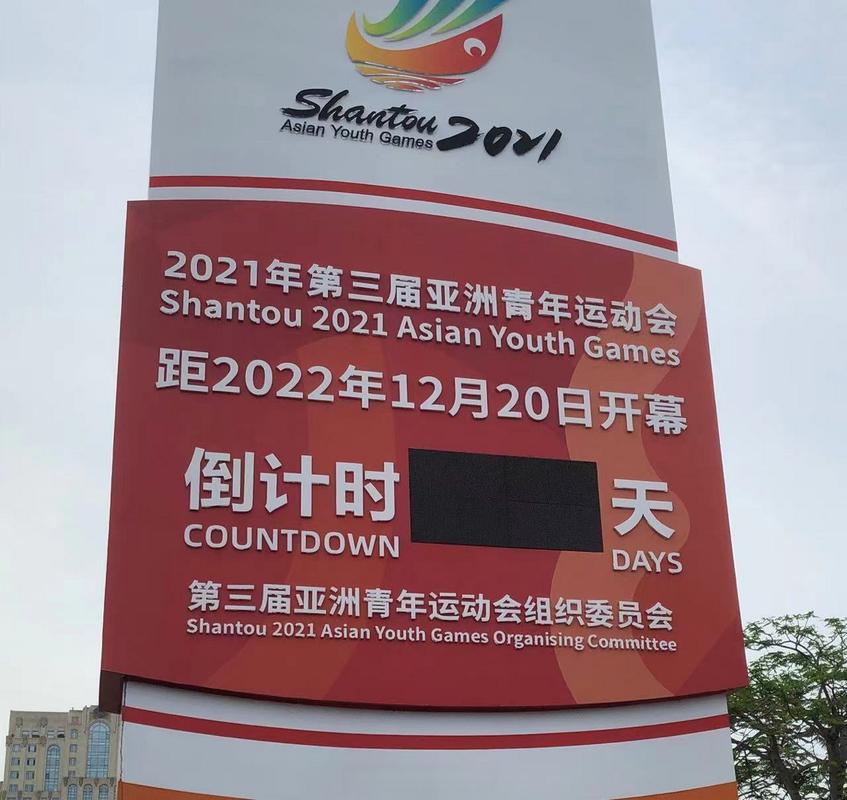 Shantou 2021
Asian Youth Games
2021年第三届亚洲青年运动会
Shantou 2021 Asian Youth Games
距2022年12月20日开幕
倒计时 天
COUNTDOWN DAYS
第三届亚洲青年运动会组织委员会
Shantou 2021 Asian Youth Games Organising Committee